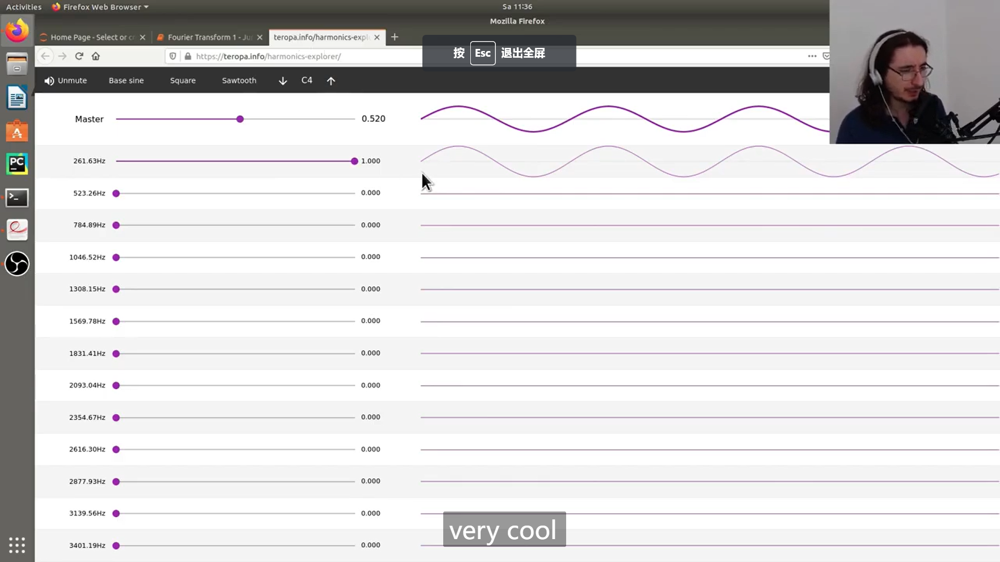 Activities Firefox Web Browser Sa 11:36
Mozilla Firefox
Home Page - Select or cr Fourier Transform 1 - Ju teropa.info/harmonics-expl
https://teropa.info/harmonics-explorer/
按 Esc 退出全屏
Unmute Base sine Square Sawtooth C4
Master 0.520
261.63Hz 1.000
523.26Hz 0.000
784.89Hz 0.000
1046.52Hz 0.000
1308.15Hz 0.000
1569.78Hz 0.000
1831.41Hz 0.000
2093.04Hz 0.000
2354.67Hz 0.000
2616.30Hz 0.000
2877.93Hz 0.000
3139.56Hz 0.000
3401.19Hz 0.000
PC
very cool